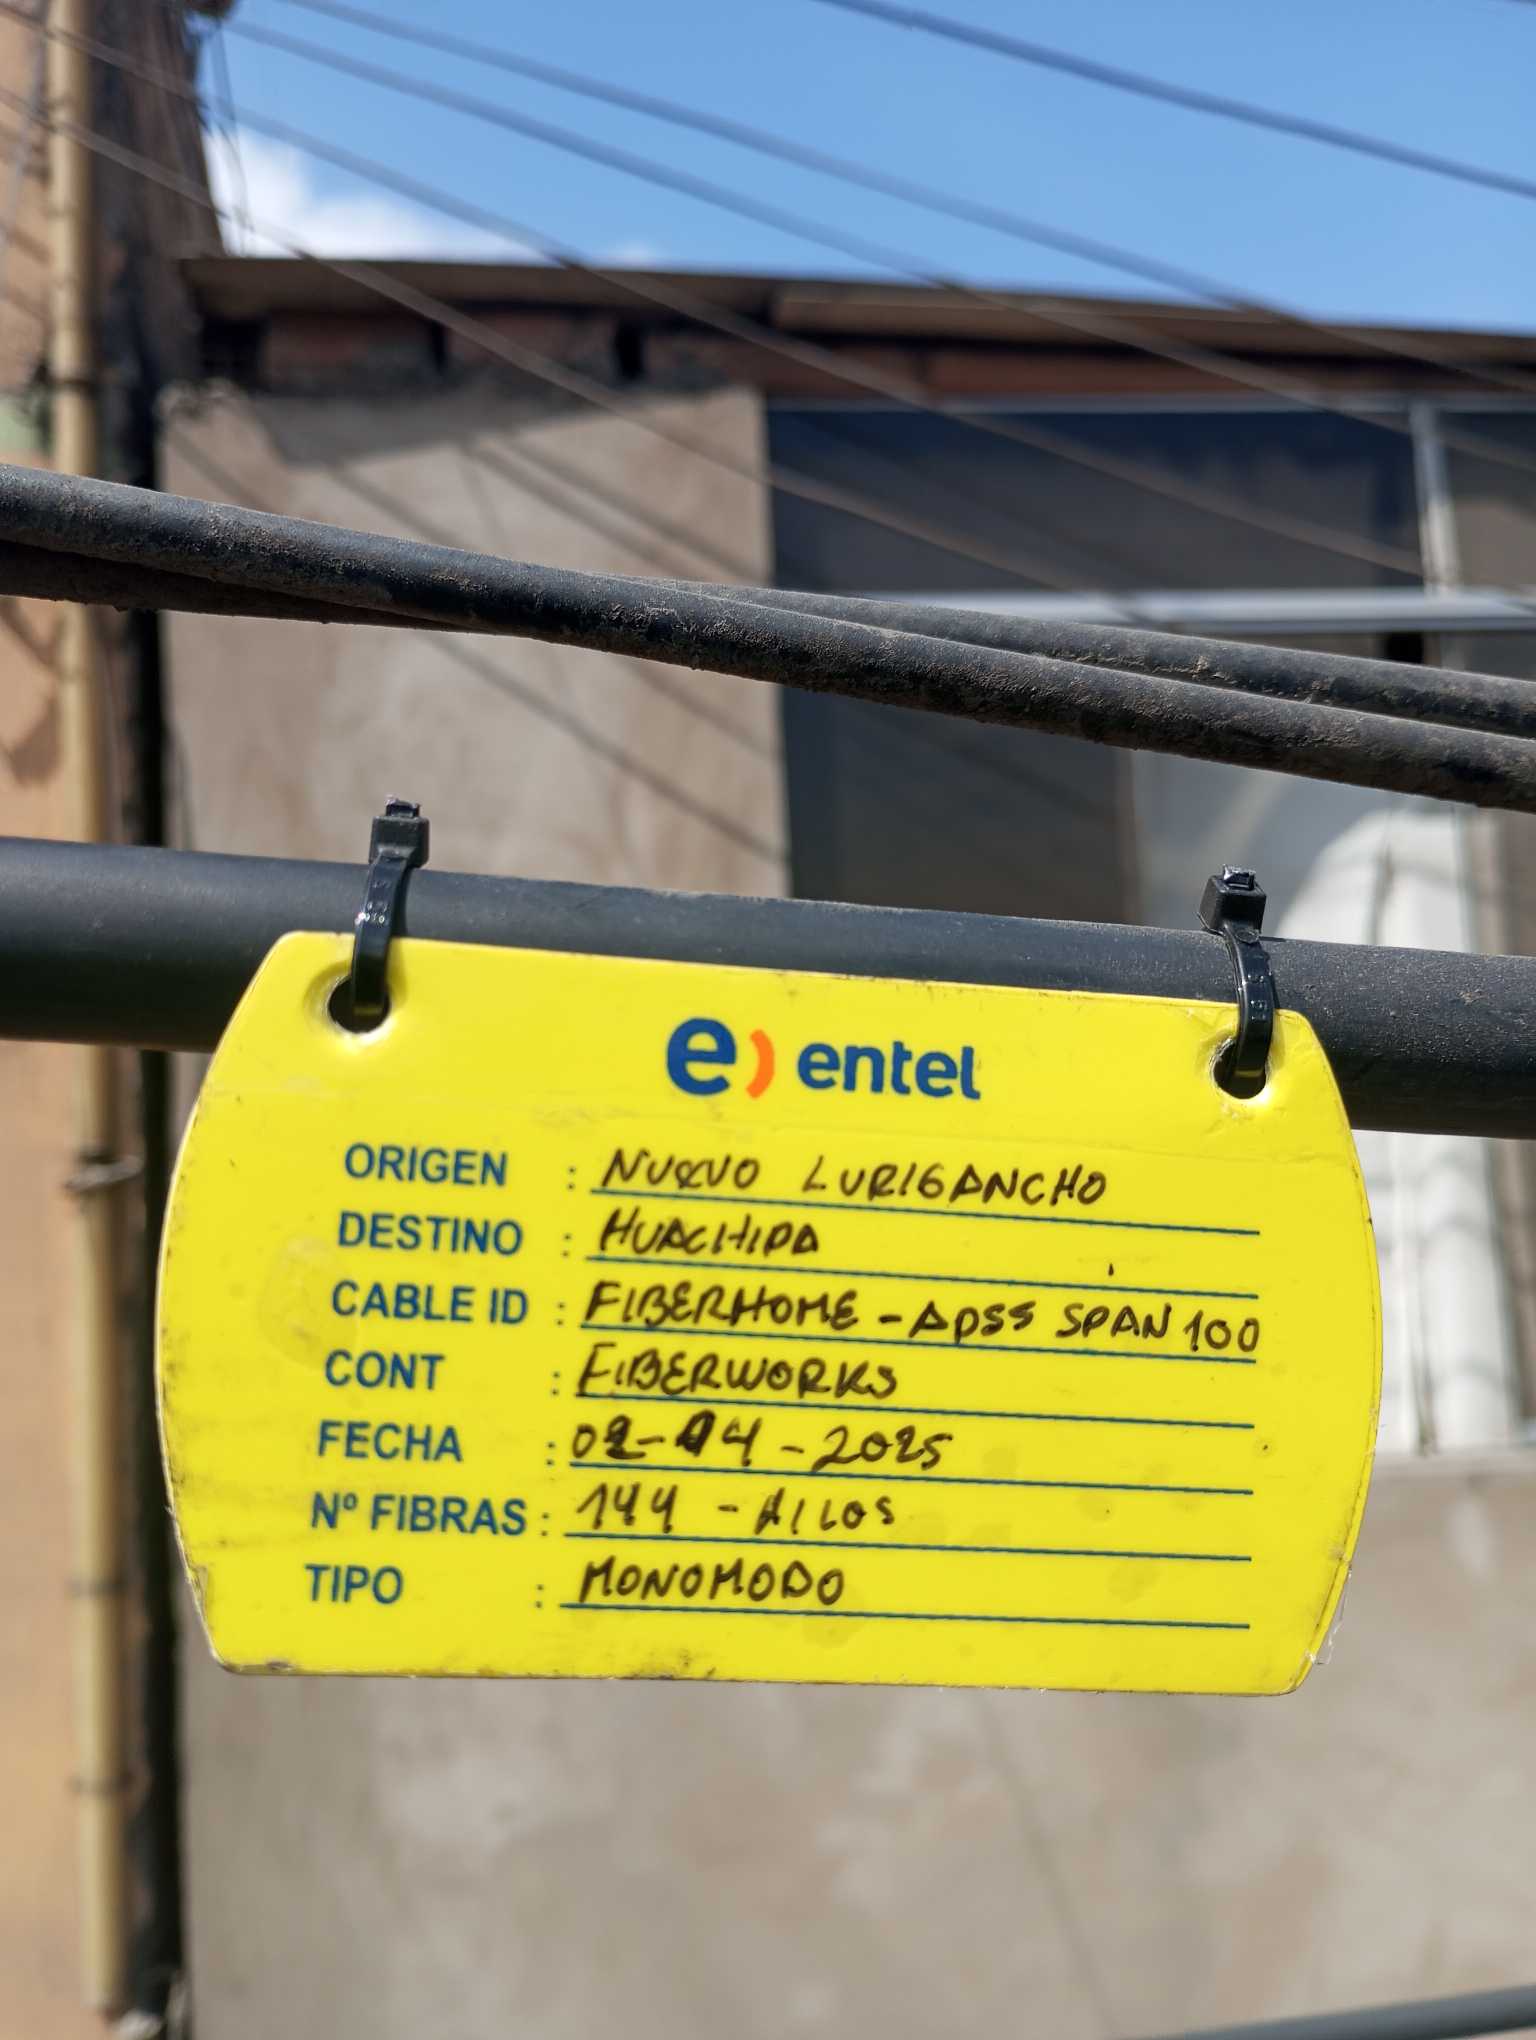 e) entel
ORIGEN : NUEVO LURIGANCHO
DESTINO : HUACHIPA
CABLE ID : FIBERHOME - ADSS SPAN 100
CONT : FIBERWORKS
FECHA : 02-04-2025
Nº FIBRAS : 144 - HILOS
TIPO : MONOMODO